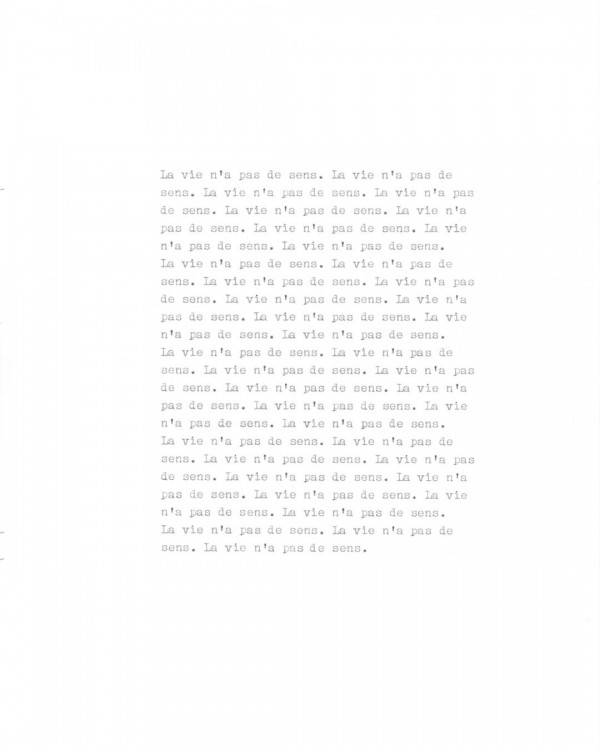 La vie n'a pas de sens. La vie n'a pas de
sens. La vie n'a pas de sens. La vie n'a pas
de sens. La vie n'a pas de sens. La vie n'a
pas de sens. La vie n'a pas de sens. La vie
n'a pas de sens. La vie n'a pas de sens.
La vie n'a pas de sens. La vie n'a pas de
sens. La vie n'a pas de sens. La vie n'a pas
de sens. La vie n'a pas de sens. La vie n'a
pas de sens. La vie n'a pas de sens. La vie
n'a pas de sens. La vie n'a pas de sens.
La vie n'a pas de sens. La vie n'a pas de
sens. La vie n'a pas de sens. La vie n'a pas
de sens. La vie n'a pas de sens. La vie n'a
pas de sens. La vie n'a pas de sens. La vie
n'a pas de sens. La vie n'a pas de sens.
La vie n'a pas de sens. La vie n'a pas de
sens. La vie n'a pas de sens. La vie n'a pas
de sens. La vie n'a pas de sens. La vie n'a
pas de sens. La vie n'a pas de sens. La vie
n'a pas de sens. La vie n'a pas de sens.
La vie n'a pas de sens. La vie n'a pas de
sens. La vie n'a pas de sens.